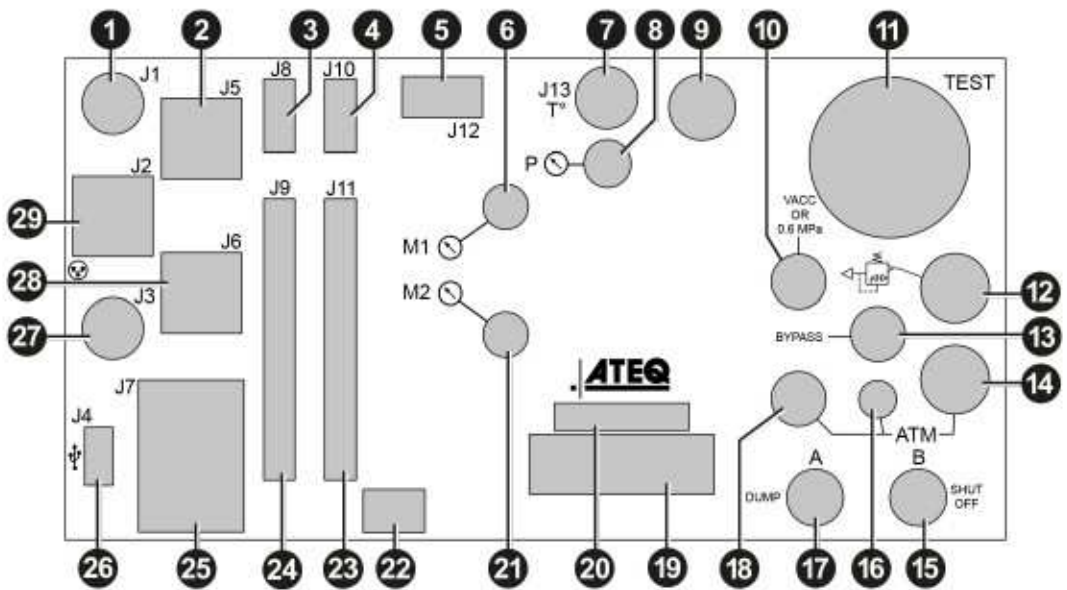 1 2 3 4 5 6 7 8 9 10 11
J1 J5 J8 J10 J12 J13 T° TEST
P
J2 J9 J11
VACC
OR
0.6 MPa
29
M1
J6
28
M2
12
J3
27
BYPASS
13
ATEQ
14
J7
J4
ATM
A B
DUMP
SHUT
OFF
26 25 24 23 22 21 20 19 18 17 16 15